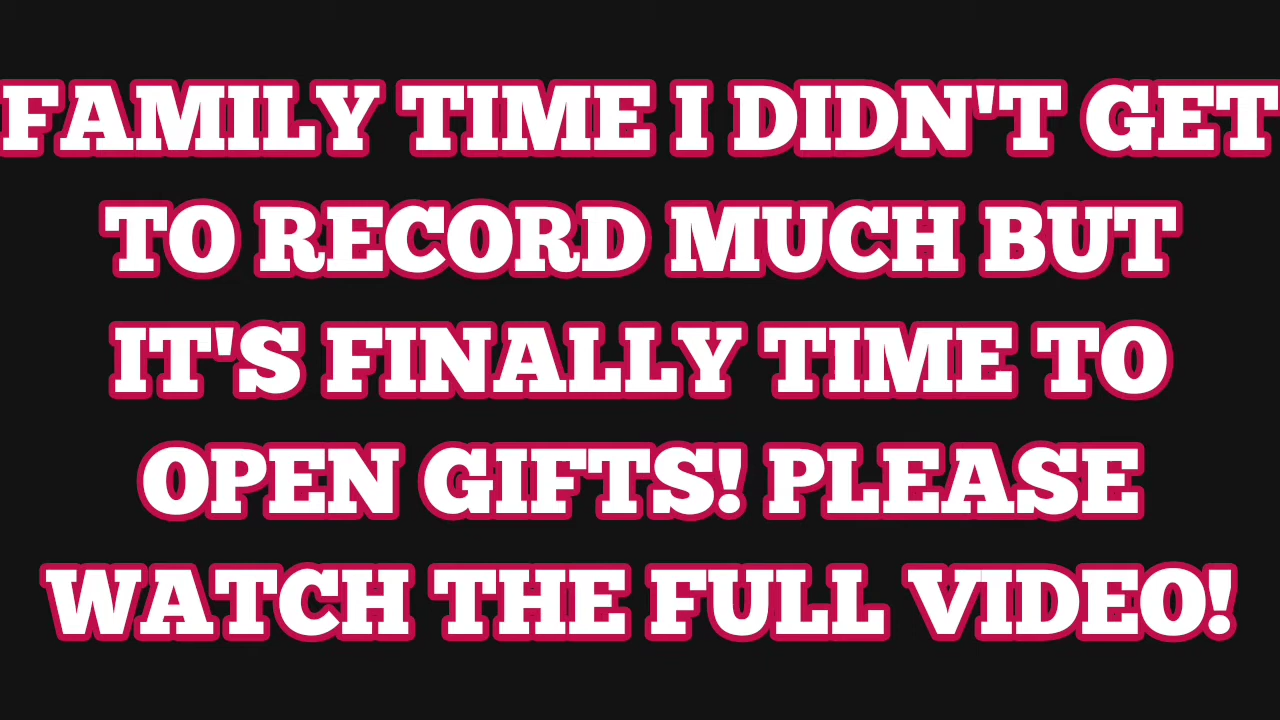 FAMILY TIME I DIDN'T GET
TO RECORD MUCH BUT
IT'S FINALLY TIME TO
OPEN GIFTS! PLEASE
WATCH THE FULL VIDEO!